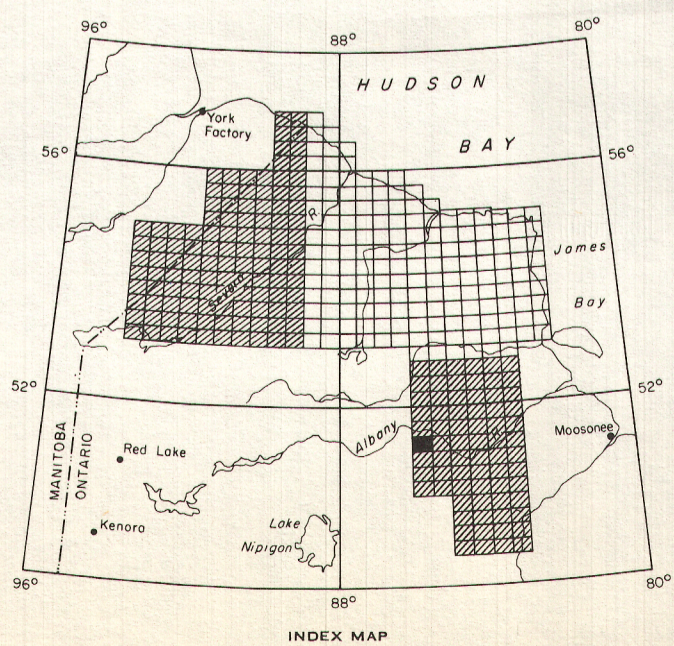 96°
88°
80°
HUDSON
BAY
York
Factory
56°
56°
R.
Severn
James
Bay
52°
52°
MANITOBA
ONTARIO
Red Lake
Albany
R.
Moosonee
Kenora
Lake
Nipigon
96°
88°
80°
INDEX MAP